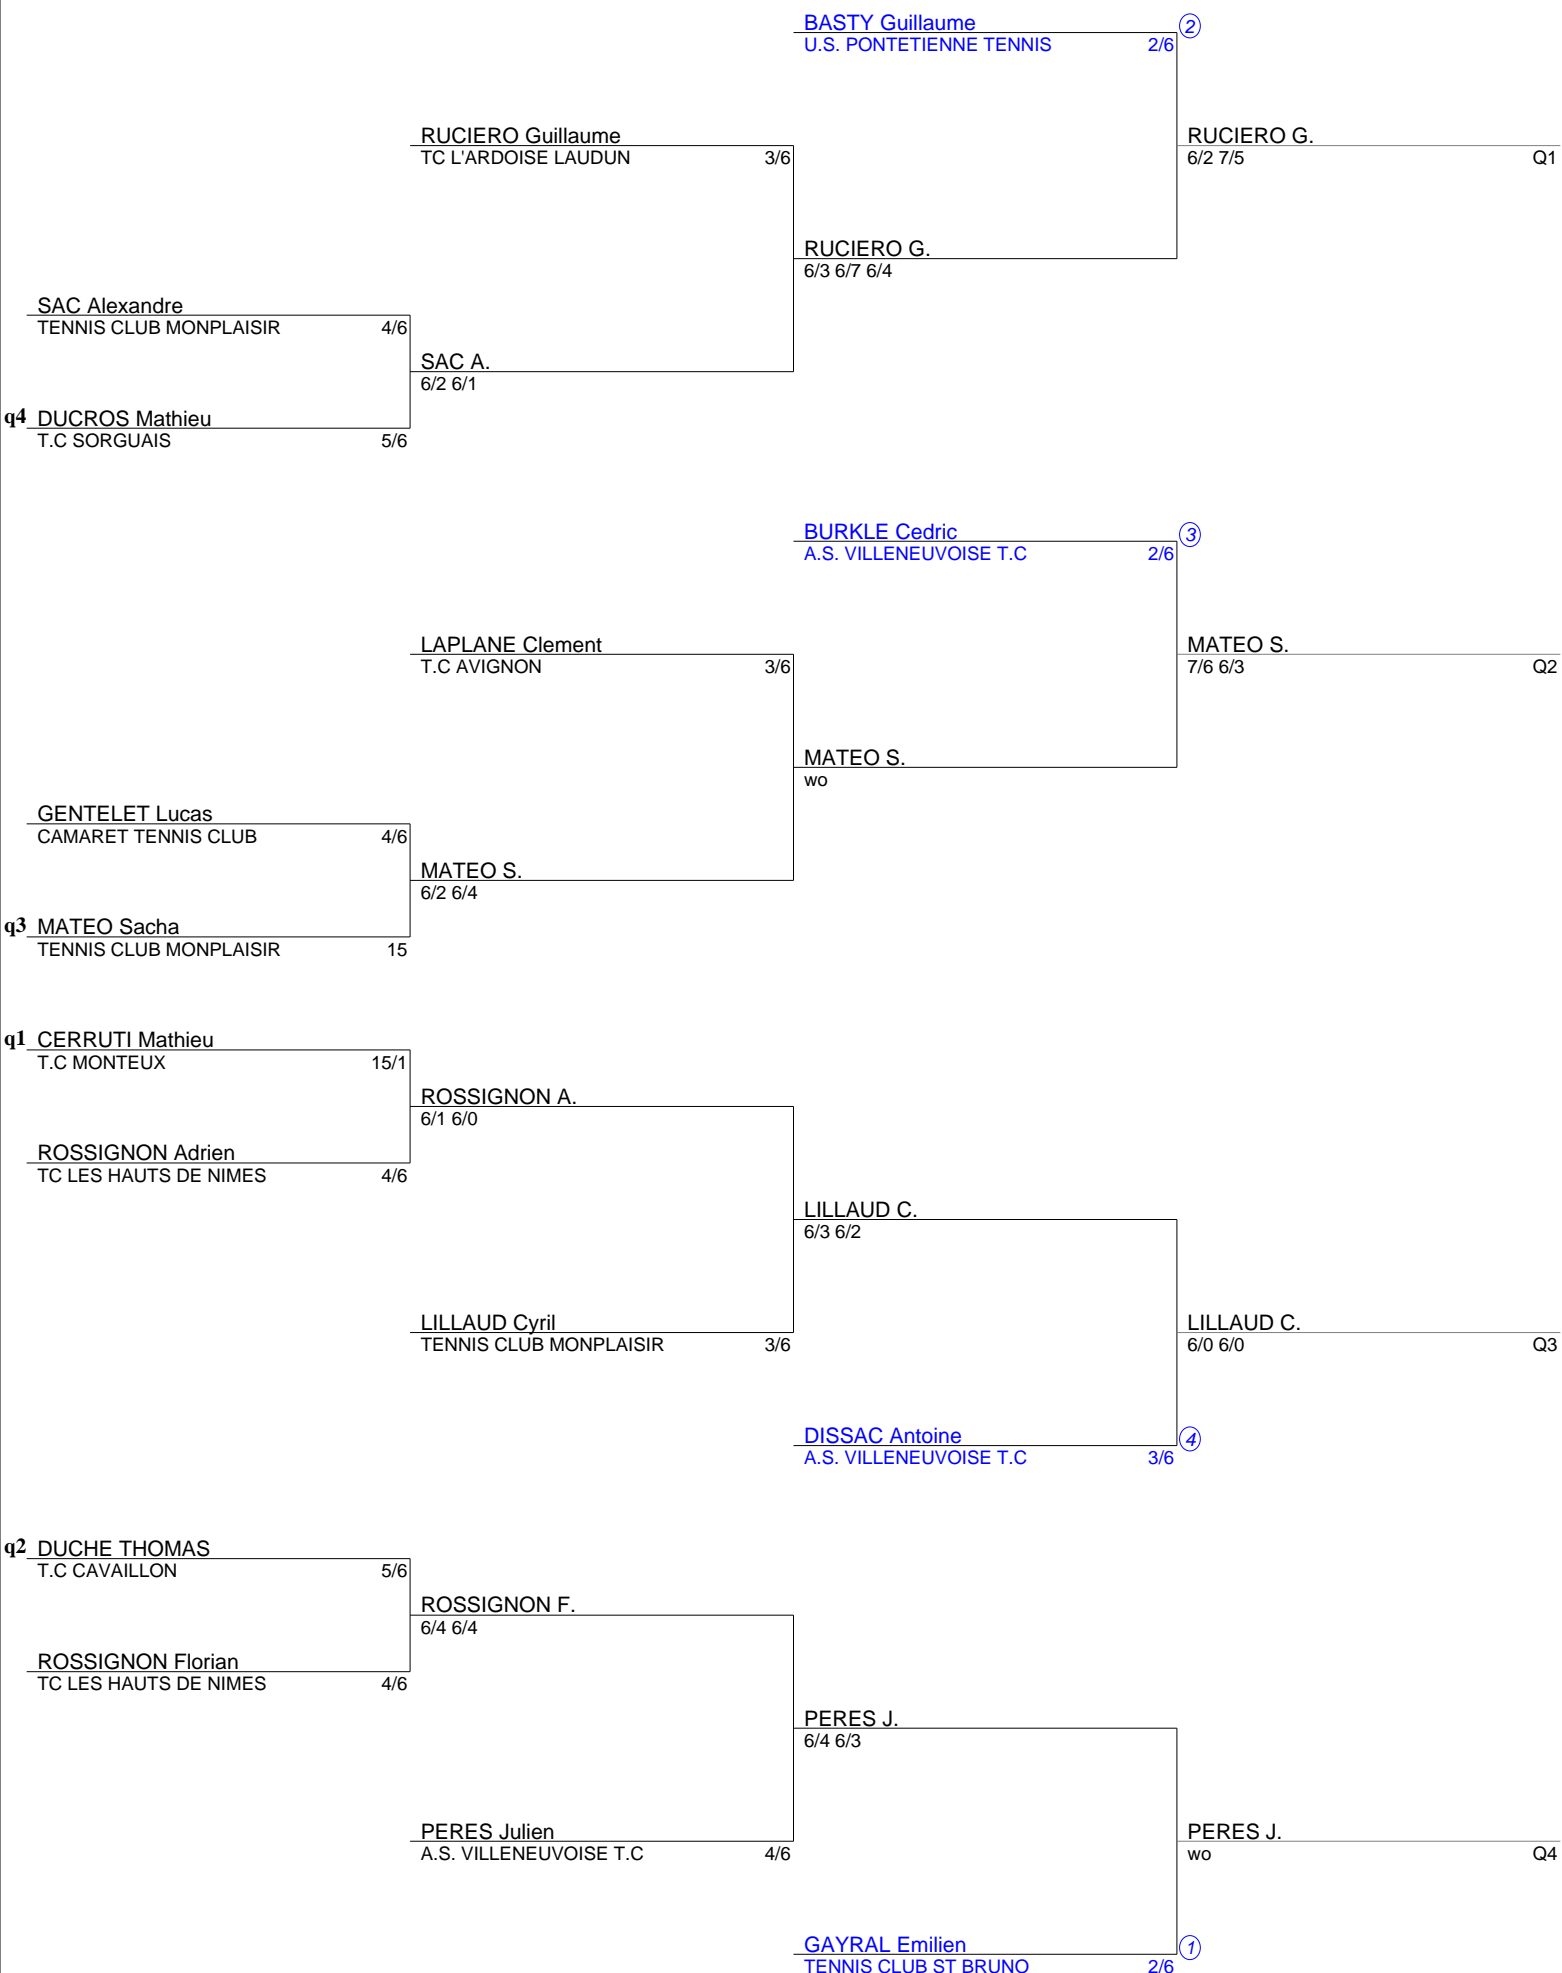 BASTY Guillaume 2
U.S. PONTETIENNE TENNIS 2/6
RUCIERO Guillaume RUCIERO G.
TC L'ARDOISE LAUDUN 3/6 6/2 7/5 Q1
RUCIERO G.
6/3 6/7 6/4
SAC Alexandre
TENNIS CLUB MONPLAISIR 4/6
SAC A.
6/2 6/1
q4 DUCROS Mathieu
T.C SORGUAIS 5/6
BURKLE Cedric 3
A.S. VILLENEUVOISE T.C 2/6
LAPLANE Clement MATEO S.
T.C AVIGNON 3/6 7/6 6/3 Q2
MATEO S.
wo
GENTELET Lucas
CAMARET TENNIS CLUB 4/6
MATEO S.
6/2 6/4
q3 MATEO Sacha
TENNIS CLUB MONPLAISIR 15
q1 CERRUTI Mathieu
T.C MONTEUX 15/1
ROSSIGNON A.
6/1 6/0
ROSSIGNON Adrien
TC LES HAUTS DE NIMES 4/6
LILLAUD C.
6/3 6/2
LILLAUD Cyril LILLAUD C.
TENNIS CLUB MONPLAISIR 3/6 6/0 6/0 Q3
DISSAC Antoine 4
A.S. VILLENEUVOISE T.C 3/6
q2 DUCHE THOMAS
T.C CAVAILLON 5/6
ROSSIGNON F.
6/4 6/4
ROSSIGNON Florian
TC LES HAUTS DE NIMES 4/6
PERES J.
6/4 6/3
PERES Julien PERES J.
A.S. VILLENEUVOISE T.C 4/6 wo Q4
GAYRAL Emilien 1
TENNIS CLUB ST BRUNO 2/6